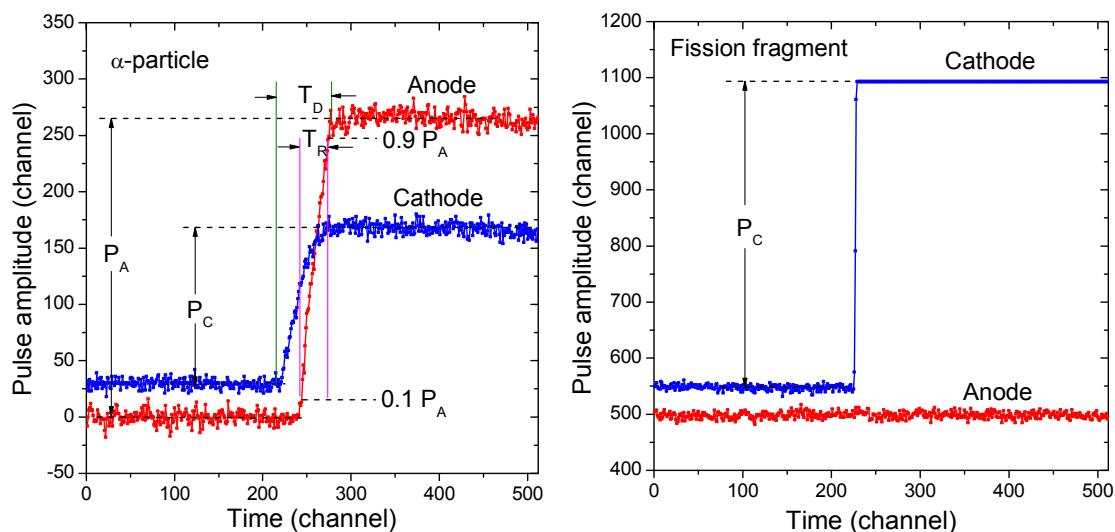 α-particle
Anode
T_D
T_R
0.9 P_A
Cathode
P_A
P_C
0.1 P_A
350
300
250
200
150
100
50
0
-50
0 100 200 300 400 500
Pulse amplitude (channel)
Time (channel)
Fission fragment
Cathode
P_C
Anode
1200
1100
1000
900
800
700
600
500
400
0 100 200 300 400 500
Pulse amplitude (channel)
Time (channel)